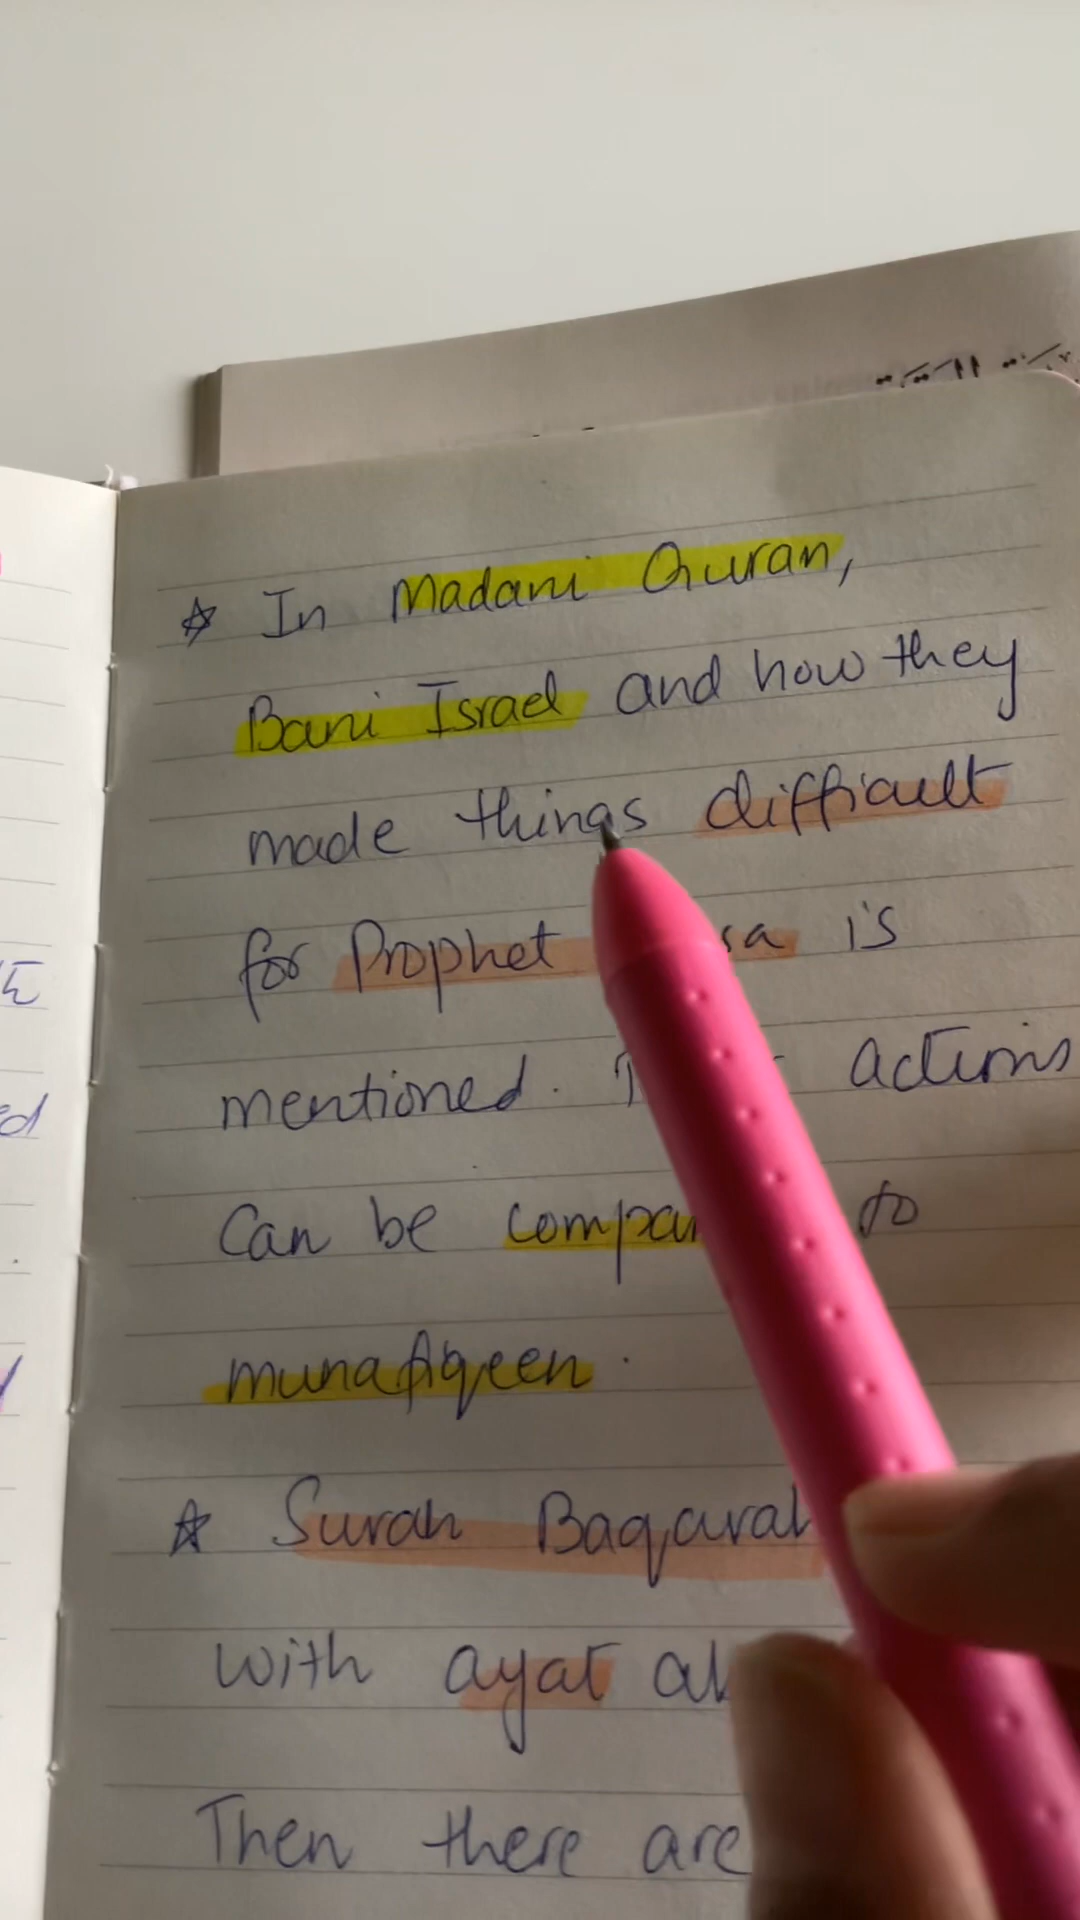 ☆ In Madani Quran,
Bani Israel and how they
made things difficult
for Prophet is
mentioned. actions
can be to
munafiqeen.
☆ Surah Baqarah
with ayat
Then there are